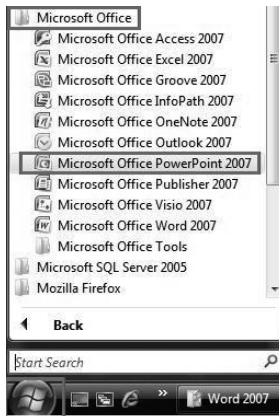 Microsoft Office
Microsoft Office Access 2007
Microsoft Office Excel 2007
Microsoft Office Groove 2007
Microsoft Office InfoPath 2007
Microsoft Office OneNote 2007
Microsoft Office Outlook 2007
Microsoft Office PowerPoint 2007
Microsoft Office Publisher 2007
Microsoft Office Visio 2007
Microsoft Office Word 2007
Microsoft Office Tools
Microsoft SQL Server 2005
Mozilla Firefox
Back
Start Search
» Word 2007